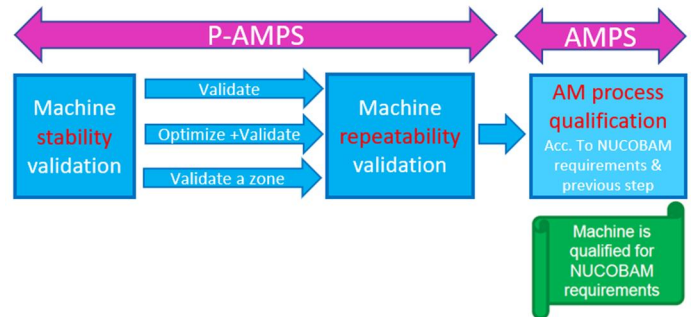 P-AMPS
AMPS
Machine
stability
validation
Validate
Optimize +Validate
Validate a zone
Machine
repeatability
validation
AM process
qualification
Acc. To NUCOBAM
requirements &
previous step
Machine is
qualified for
NUCOBAM
requirements